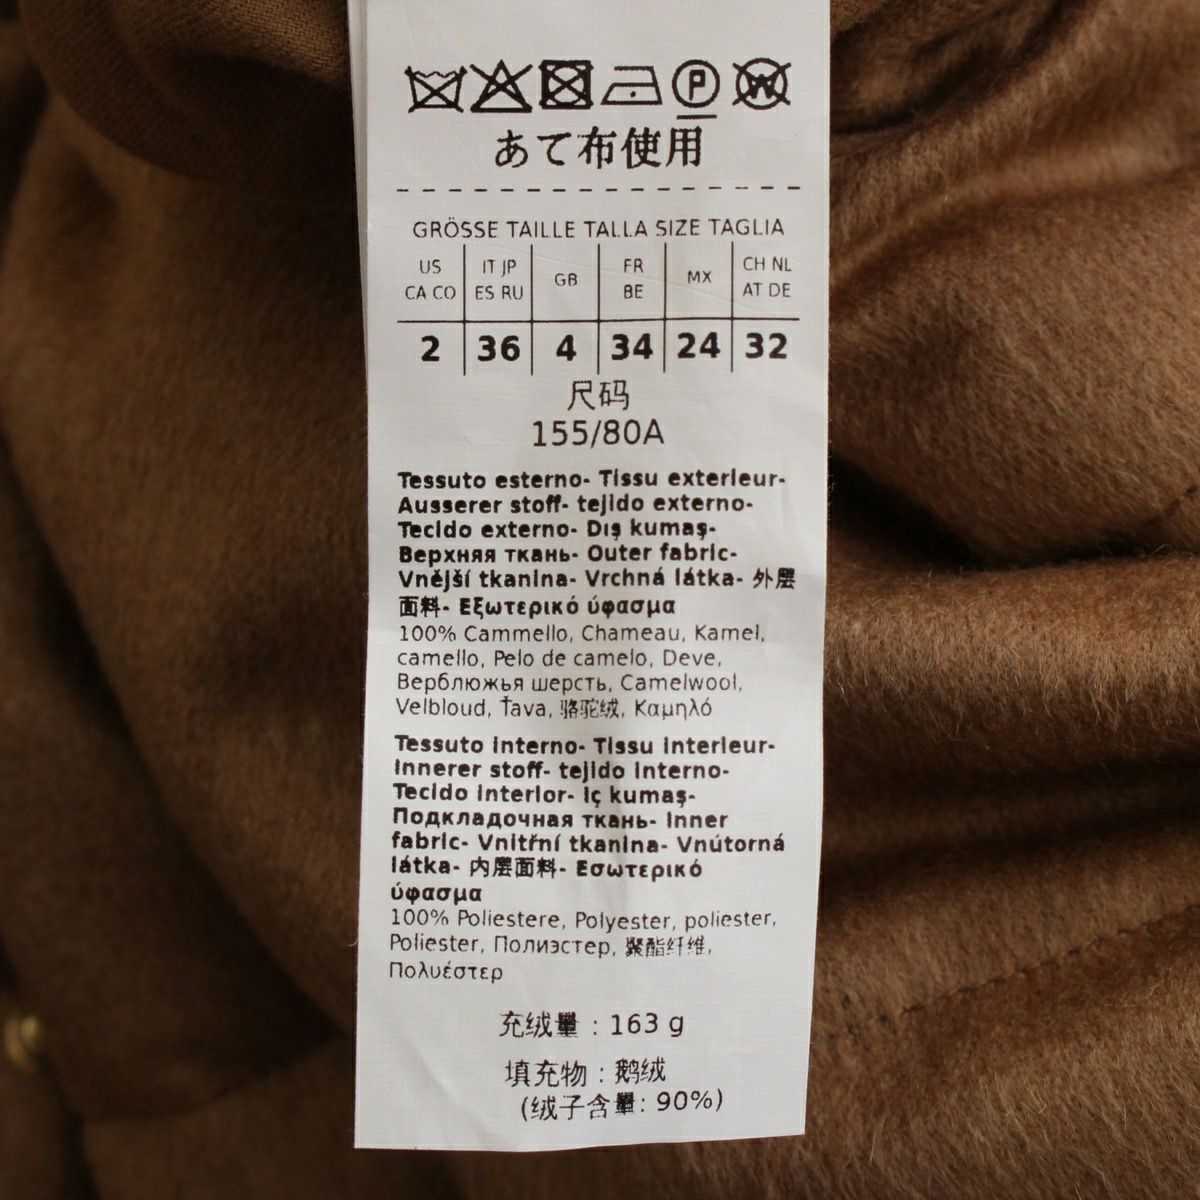 あて布使用
GRÖSSE TAILLE TALLA SIZE TAGLIA
US CA CO | IT JP ES RU | GB | FR BE | MX | CH NL AT DE
2 | 36 | 4 | 34 | 24 | 32
尺码
155/80A
Tessuto esterno- Tissu exterieur-
Ausserer stoff- tejido externo-
Tecido externo- Dış kumaş-
Верхняя ткань- Outer fabric-
Vnější tkanina- Vrchná látka- 外层
面料- Εξωτερικό ύφασμα
100% Cammello, Chameau, Kamel,
camello, Pelo de camelo, Deve,
Верблюжья шерсть, Camelwool,
Velbloud, Ťava, 骆驼绒, Καμηλό
Tessuto interno- Tissu interieur-
Innerer stoff- tejido interno-
Tecido interior- iç kumaş-
Подкладочная ткань- Inner
fabric- Vnitřní tkanina- Vnútorná
látka- 内层面料- Εσωτερικό
ύφασμα
100% Poliestere, Polyester, poliester,
Poliester, Полиэстер, 聚酯纤维,
Πολυέστερ
充绒量 : 163 g
填充物 : 鹅绒
(绒子含量: 90%)